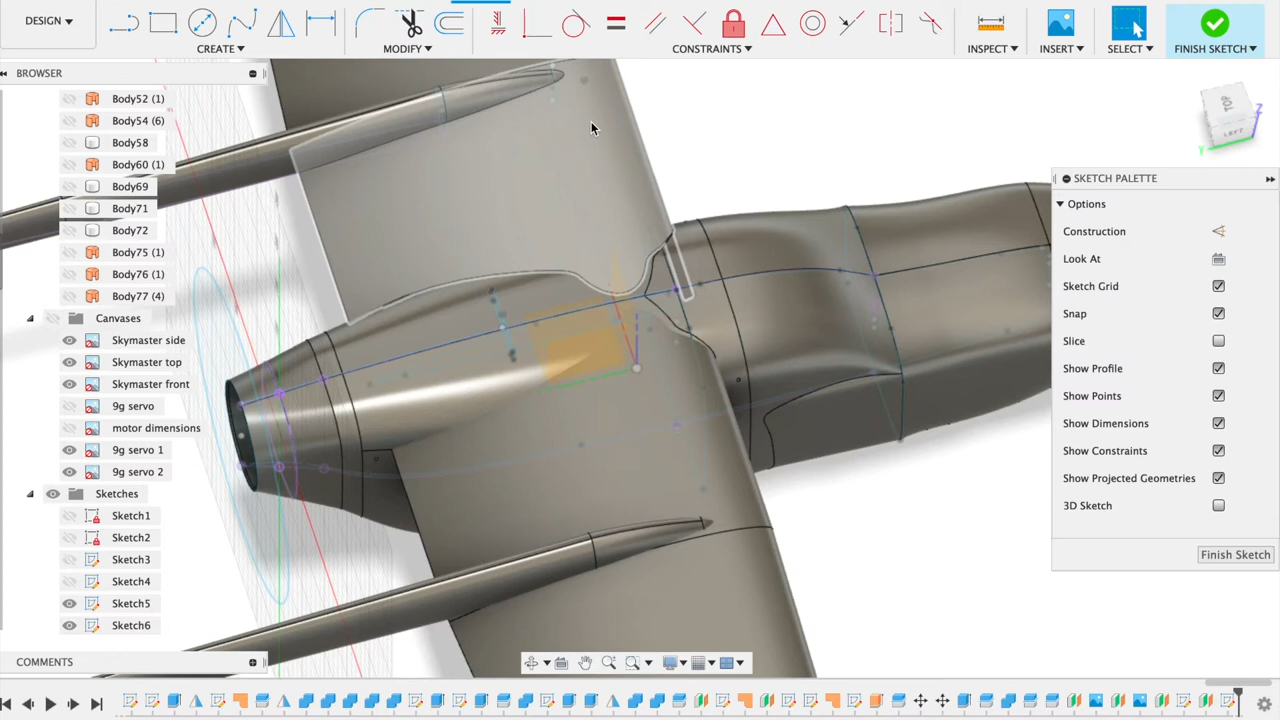 DESIGN
CREATE
MODIFY
CONSTRAINTS
INSPECT
INSERT
SELECT
FINISH SKETCH
BROWSER
Body52 (1)
Body54 (6)
Body58
Body60 (1)
Body69
Body71
Body72
Body75 (1)
Body76 (1)
Body77 (4)
Canvases
Skymaster side
Skymaster top
Skymaster front
9g servo
motor dimensions
9g servo 1
9g servo 2
Sketches
Sketch1
Sketch2
Sketch3
Sketch4
Sketch5
Sketch6
COMMENTS
TOP
LEFT
Z
Y
SKETCH PALETTE
Options
Construction
Look At
Sketch Grid
Snap
Slice
Show Profile
Show Points
Show Dimensions
Show Constraints
Show Projected Geometries
3D Sketch
Finish Sketch